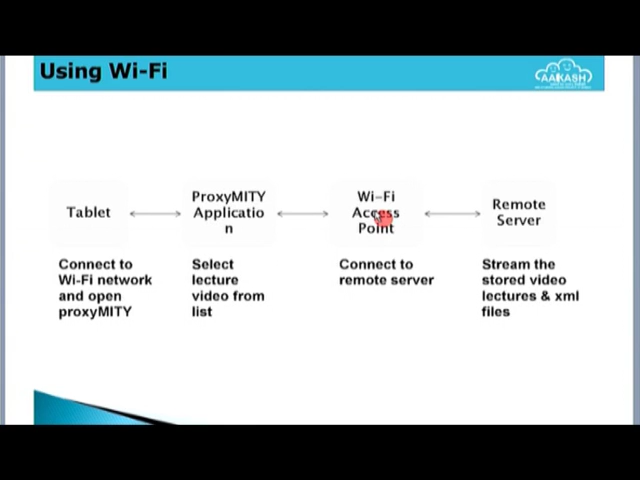 Using Wi-Fi
AAKASH
Tablet
ProxyMITY
Applicatio
n
Wi-Fi
Access
Point
Remote
Server
Connect to
Wi-Fi network
and open
proxyMITY
Select
lecture
video from
list
Connect to
remote server
Stream the
stored video
lectures & xml
files